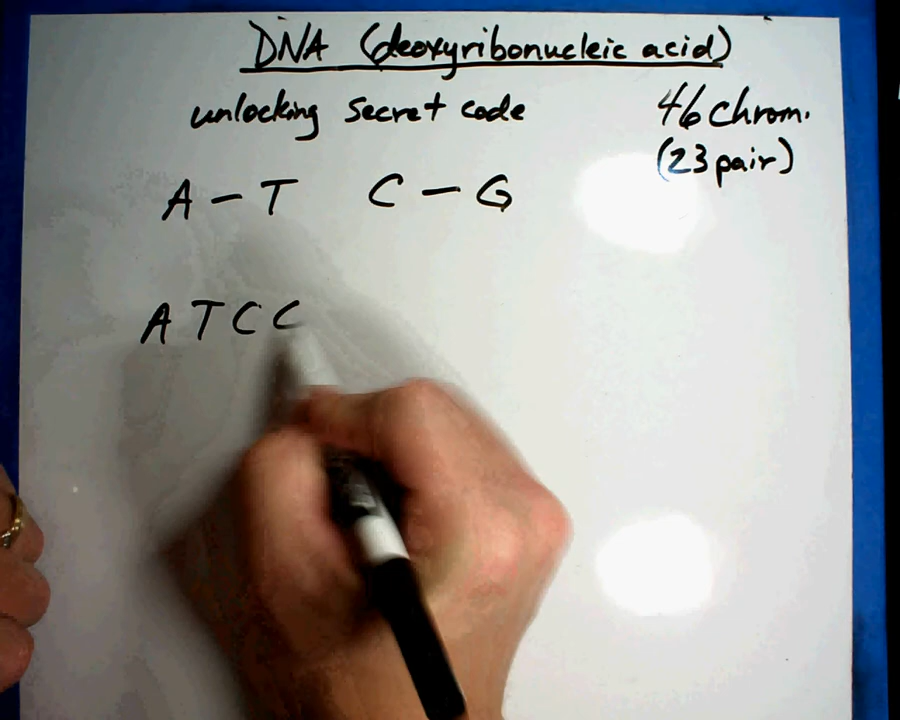 DNA (deoxyribonucleic acid)
unlocking secret code
46 Chrom.
(23 pair)
A – T C – G
A T C C